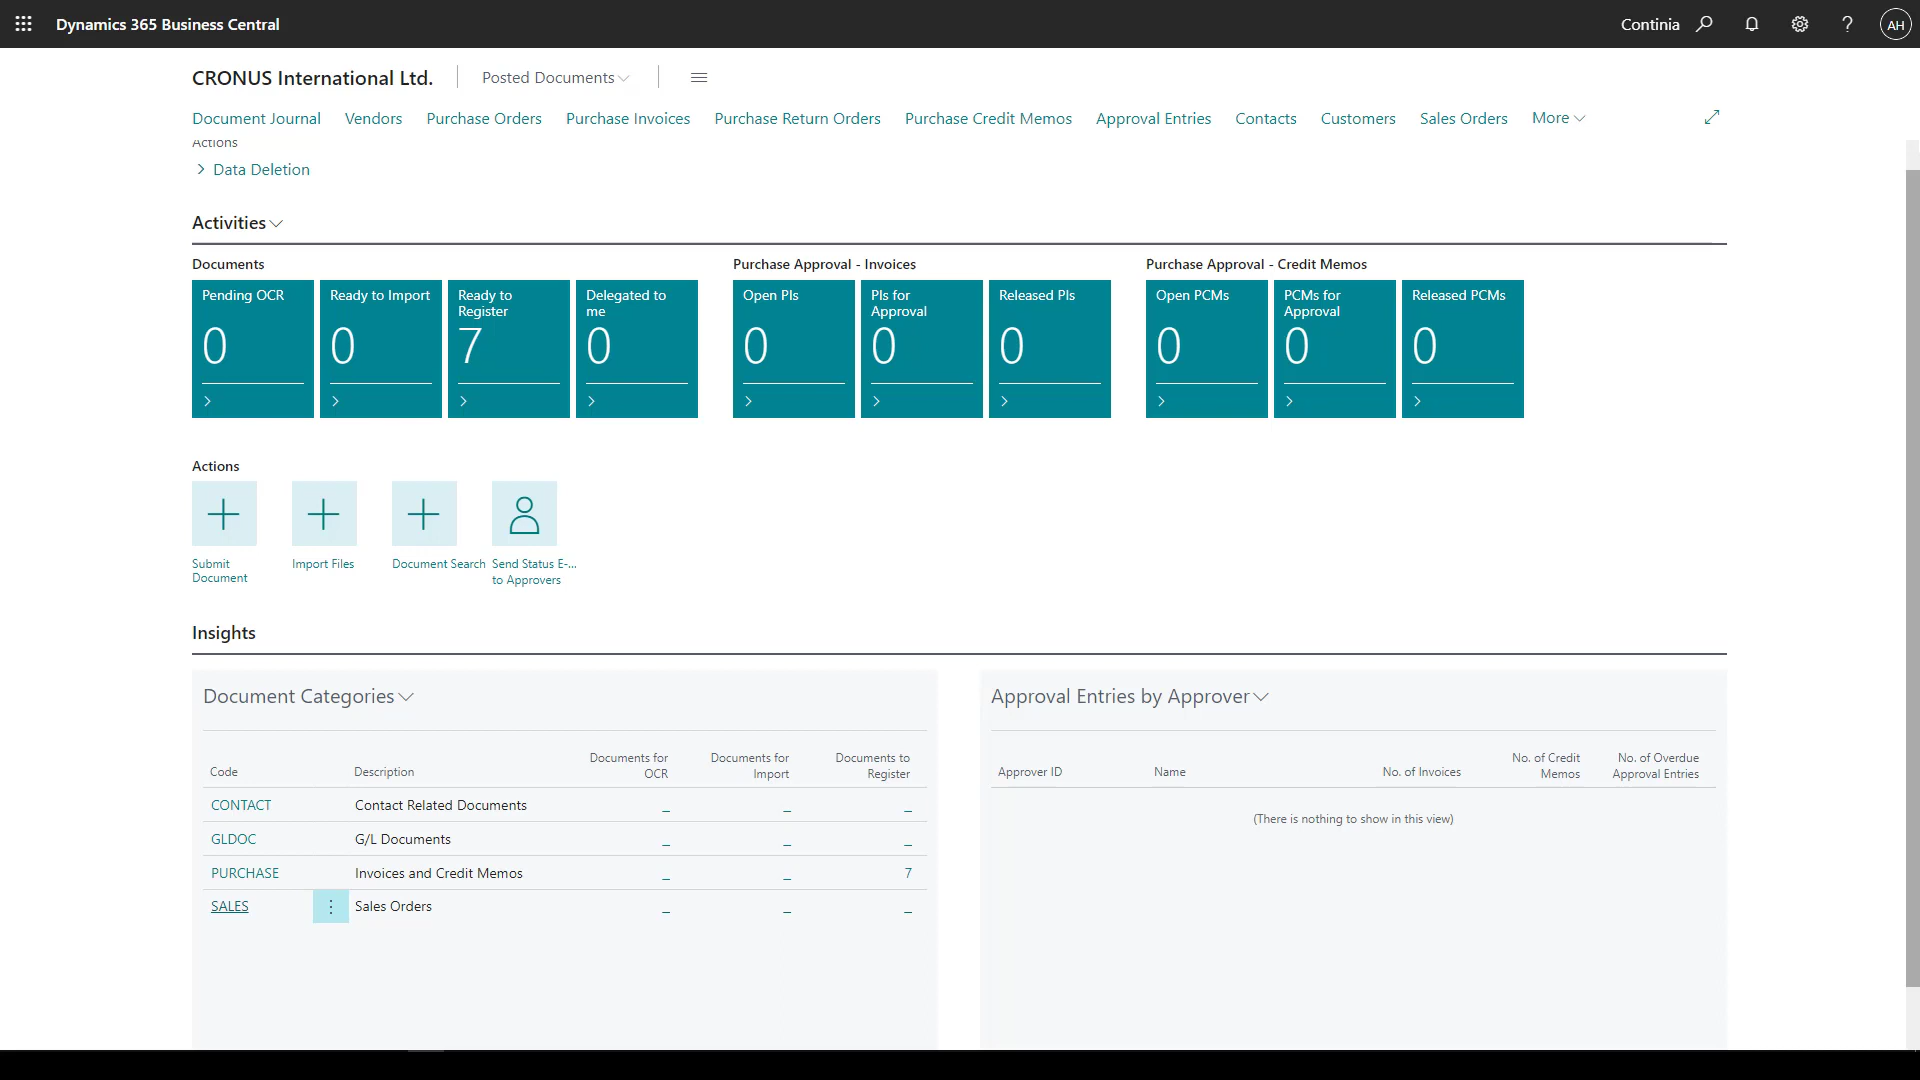 Dynamics 365 Business Central
Continia
AH
CRONUS International Ltd.
Posted Documents
Document Journal
Vendors
Purchase Orders
Purchase Invoices
Purchase Return Orders
Purchase Credit Memos
Approval Entries
Contacts
Customers
Sales Orders
More
Actions
Data Deletion
Activities
Documents
Purchase Approval - Invoices
Purchase Approval - Credit Memos
Pending OCR
0
Ready to Import
0
Ready to
Register
7
Delegated to
me
0
Open PIs
0
PIs for
Approval
0
Released PIs
0
Open PCMs
0
PCMs for
Approval
0
Released PCMs
0
Actions
Submit
Document
Import Files
Document Search
Send Status E-...
to Approvers
Insights
Document Categories
Code
Description
Documents for
OCR
Documents for
Import
Documents to
Register
CONTACT Contact Related Documents _ _ _
GLDOC G/L Documents _ _ _
PURCHASE Invoices and Credit Memos _ _ 7
SALES Sales Orders _ _ _
Approval Entries by Approver
Approver ID
Name
No. of Invoices
No. of Credit
Memos
No. of Overdue
Approval Entries
(There is nothing to show in this view)